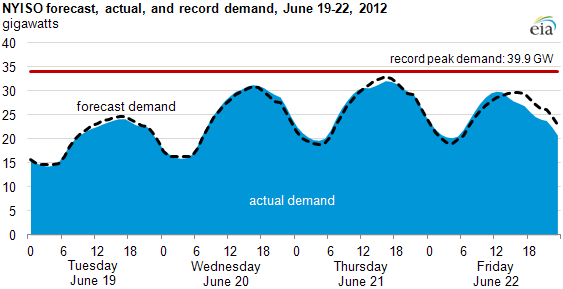 NYISO forecast, actual, and record demand, June 19-22, 2012
gigawatts
eia
40
35
30
25
20
15
10
5
0
record peak demand: 39.9 GW
forecast demand
actual demand
0 6 12 18 0 6 12 18 0 6 12 18 0 6 12 18
Tuesday Wednesday Thursday Friday
June 19 June 20 June 21 June 22